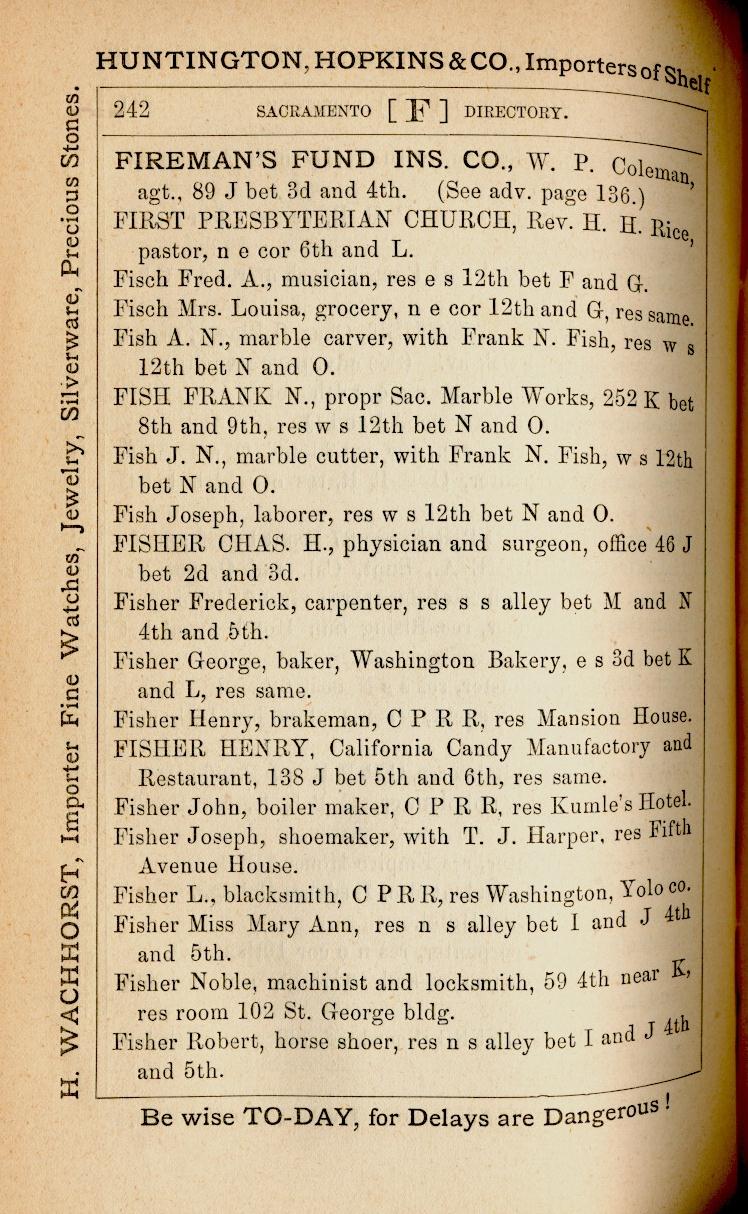 HUNTINGTON, HOPKINS & CO., Importers of Shelf
H. WACHHORST, Importer Fine Watches, Jewelry, Silverware, Precious Stones.
242 SACRAMENTO [F] DIRECTORY.
FIREMAN'S FUND INS. CO., W. P. Coleman,
agt., 89 J bet 3d and 4th. (See adv. page 136.)
FIRST PRESBYTERIAN CHURCH, Rev. H. H. Rice,
pastor, n e cor 6th and L.
Fisch Fred. A., musician, res e s 12th bet F and G.
Fisch Mrs. Louisa, grocery, n e cor 12th and G, res same.
Fish A. N., marble carver, with Frank N. Fish, res w s
12th bet N and O.
FISH FRANK N., propr Sac. Marble Works, 252 K bet
8th and 9th, res w s 12th bet N and O.
Fish J. N., marble cutter, with Frank N. Fish, w s 12th
bet N and O.
Fish Joseph, laborer, res w s 12th bet N and O.
FISHER CHAS. H., physician and surgeon, office 46 J
bet 2d and 3d.
Fisher Frederick, carpenter, res s s alley bet M and N
4th and 5th.
Fisher George, baker, Washington Bakery, e s 3d bet K
and L, res same.
Fisher Henry, brakeman, C P R R, res Mansion House.
FISHER HENRY, California Candy Manufactory and
Restaurant, 138 J bet 5th and 6th, res same.
Fisher John, boiler maker, C P R R, res Kumle's Hotel.
Fisher Joseph, shoemaker, with T. J. Harper, res Fifth
Avenue House.
Fisher L., blacksmith, C P R R, res Washington, Yolo co.
Fisher Miss Mary Ann, res n s alley bet I and J 4th
and 5th.
Fisher Noble, machinist and locksmith, 59 4th near K,
res room 102 St. George bldg.
Fisher Robert, horse shoer, res n s alley bet I and J 4th
and 5th.
Be wise TO-DAY, for Delays are Dangerous!